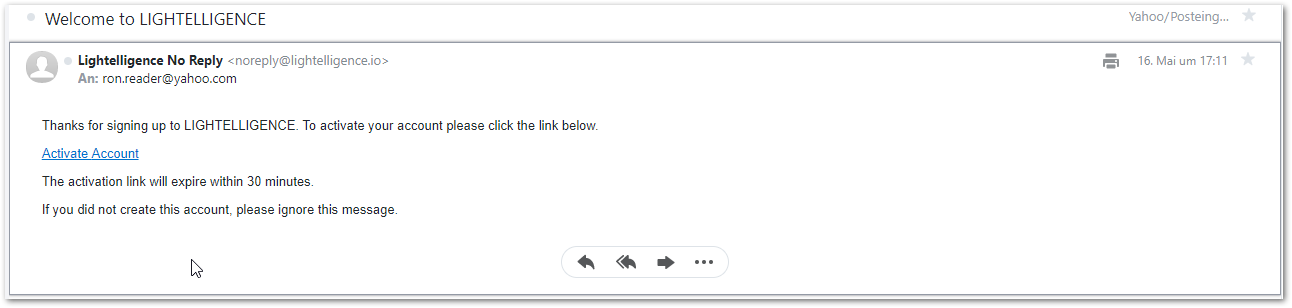 Welcome to LIGHTELLIGENCE
Yahoo/Posteing...
Lightelligence No Reply <noreply@lightelligence.io>
16. Mai um 17:11
An: ron.reader@yahoo.com
Thanks for signing up to LIGHTELLIGENCE. To activate your account please click the link below.
Activate Account
The activation link will expire within 30 minutes.
If you did not create this account, please ignore this message.